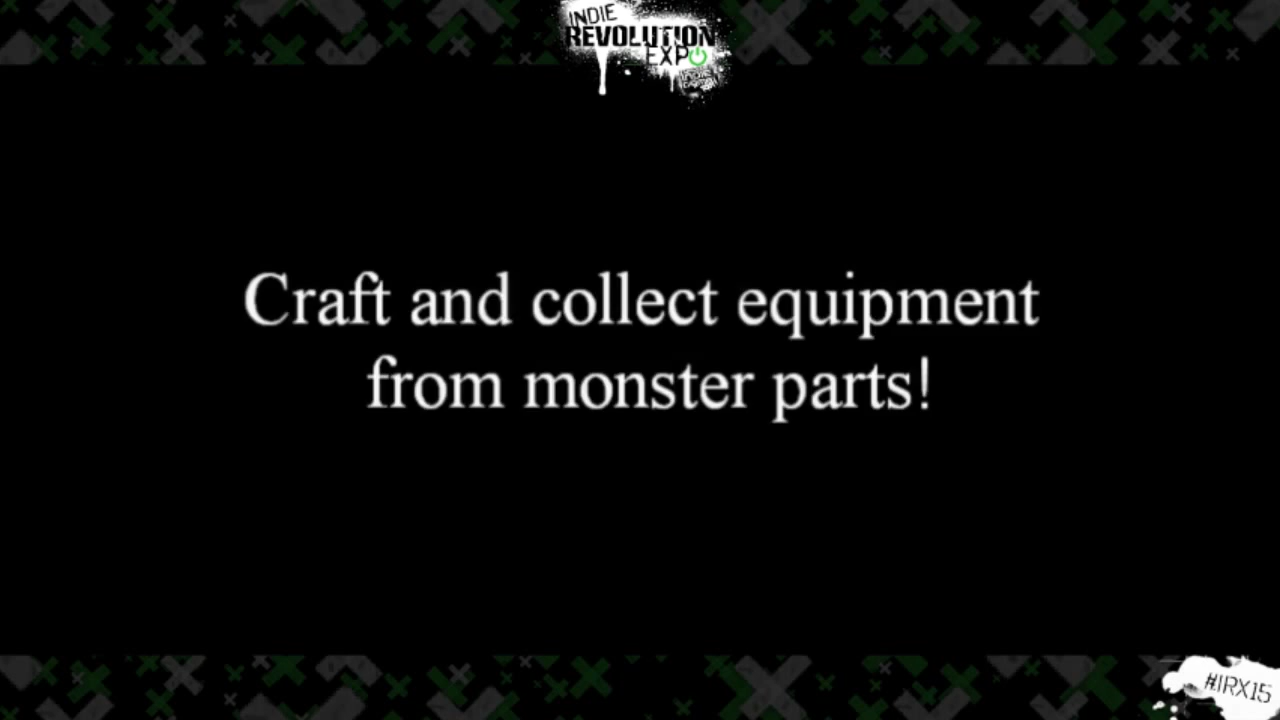 INDIE
REVOLUTION
EXPO
Craft and collect equipment
from monster parts!
#IRX15